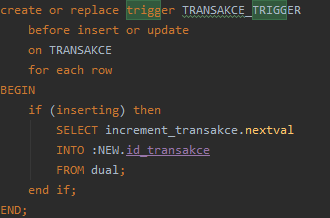 create or replace trigger TRANSAKCE_TRIGGER
before insert or update
on TRANSAKCE
for each row
BEGIN
if (inserting) then
SELECT increment_transakce.nextval
INTO :NEW.id_transakce
FROM dual;
end if;
END;